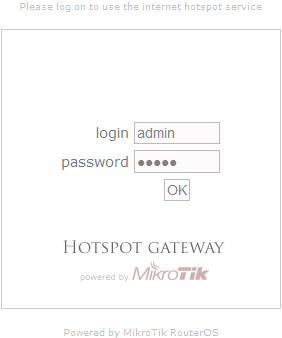 Please log on to use the internet hotspot service
login admin
password •••••
OK
HOTSPOT GATEWAY
powered by MikroTik
Powered by MikroTik RouterOS